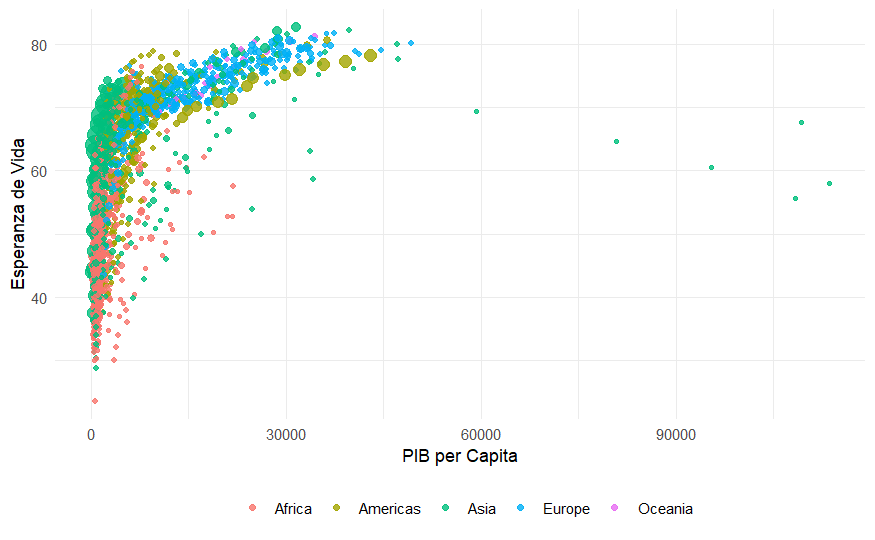 80
60
40
Esperanza de Vida
0 30000 60000 90000
PIB per Capita
Africa Americas Asia Europe Oceania